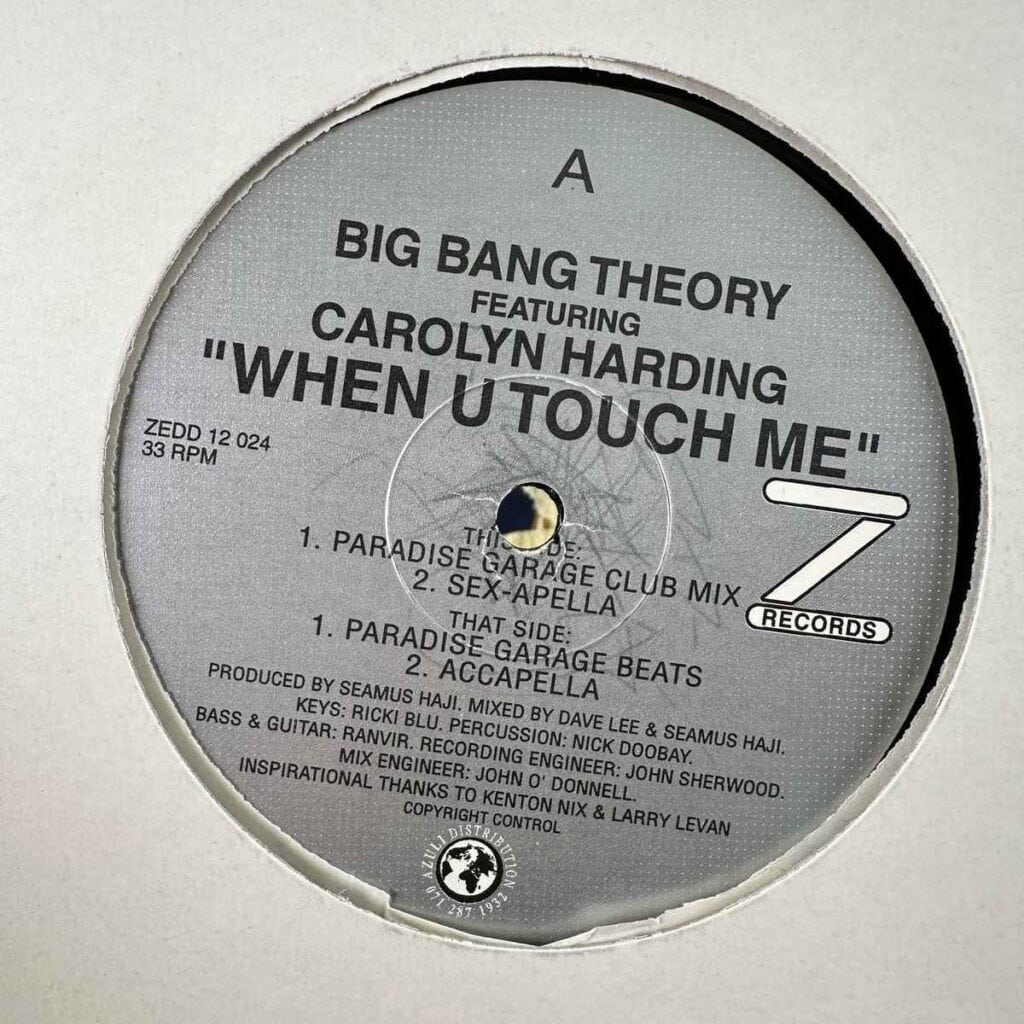 A
BIG BANG THEORY
FEATURING
CAROLYN HARDING
"WHEN U TOUCH ME"
ZEDD 12 024
33 RPM
Z
RECORDS
THIS SIDE:
1. PARADISE GARAGE CLUB MIX
2. SEX-APELLA
THAT SIDE:
1. PARADISE GARAGE BEATS
2. ACCAPELLA
PRODUCED BY SEAMUS HAJI. MIXED BY DAVE LEE & SEAMUS HAJI.
KEYS: RICKI BLU. PERCUSSION: NICK DOOBAY.
BASS & GUITAR: RANVIR. RECORDING ENGINEER: JOHN SHERWOOD.
MIX ENGINEER: JOHN O' DONNELL.
INSPIRATIONAL THANKS TO KENTON NIX & LARRY LEVAN
COPYRIGHT CONTROL
AZULI DISTRIBUTION
071 287 1932